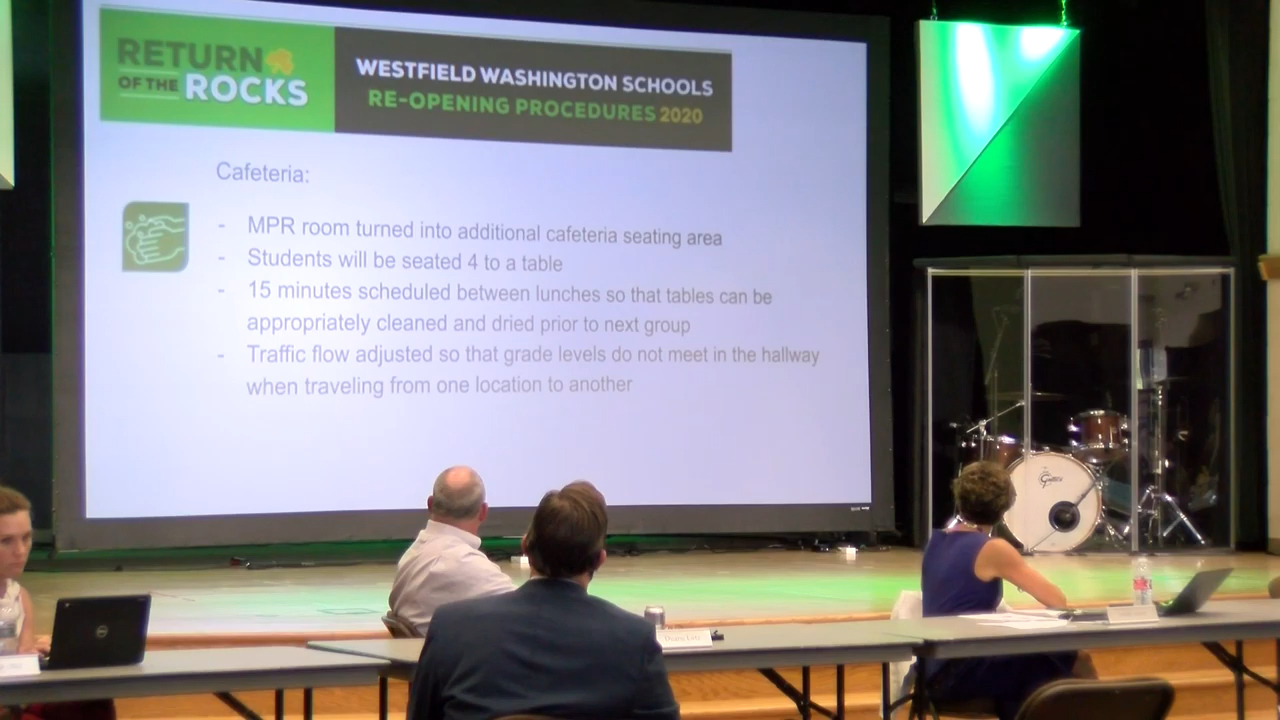 RETURN
OF THE ROCKS
WESTFIELD WASHINGTON SCHOOLS
RE-OPENING PROCEDURES 2020
Cafeteria:
- MPR room turned into additional cafeteria seating area
- Students will be seated 4 to a table
- 15 minutes scheduled between lunches so that tables can be
appropriately cleaned and dried prior to next group
- Traffic flow adjusted so that grade levels do not meet in the hallway
when traveling from one location to another
Gretsch
DELL